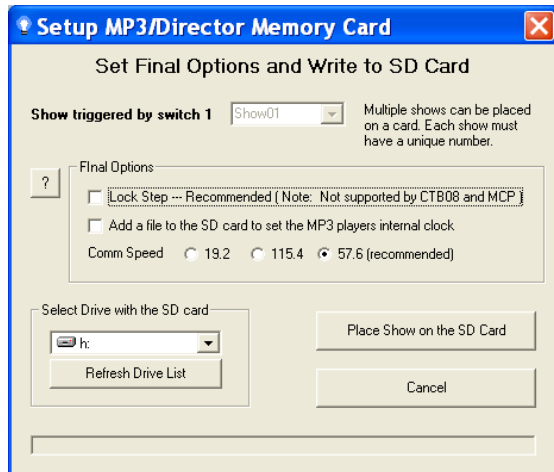 Setup MP3/Director Memory Card
Set Final Options and Write to SD Card
Show triggered by switch 1
Show01
Multiple shows can be placed
on a card. Each show must
have a unique number.
?
FInal Options
Lock Step --- Recommended ( Note: Not supported by CTB08 and MCP )
Add a file to the SD card to set the MP3 players internal clock
Comm Speed 19.2 115.4 57.6 (recommended)
Select Drive with the SD card
h:
Refresh Drive List
Place Show on the SD Card
Cancel